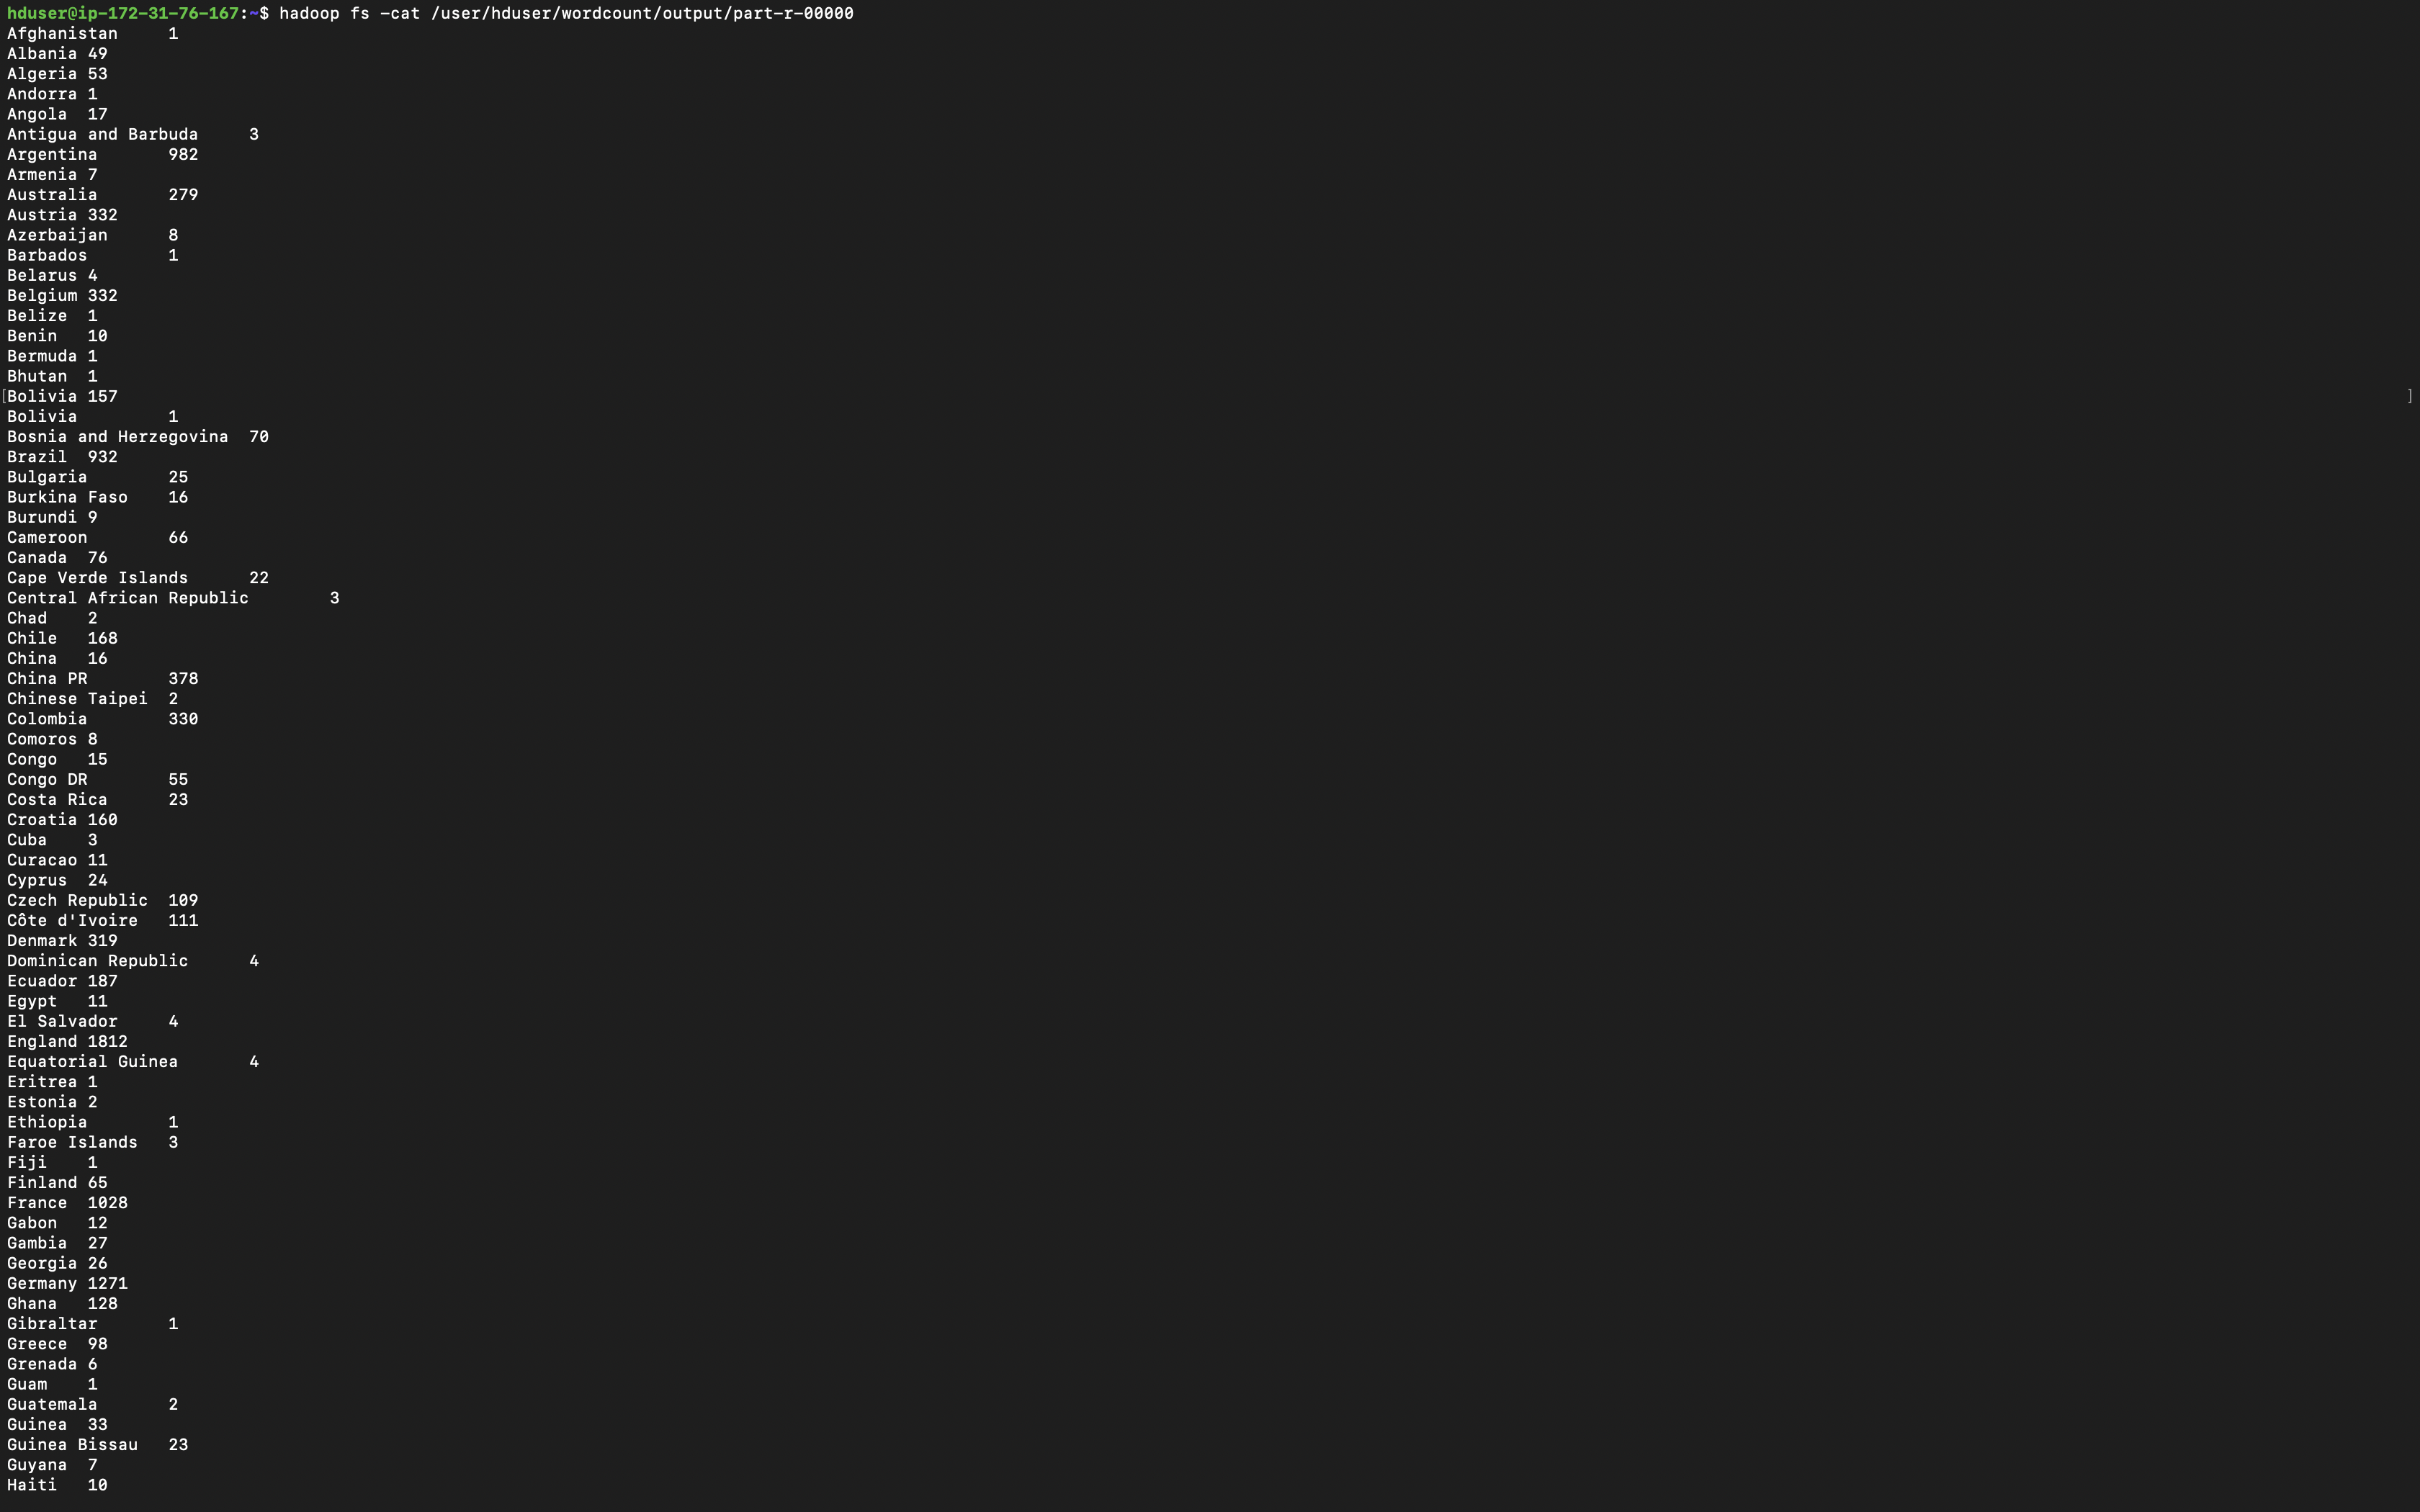 hduser@ip-172-31-76-167:~$ hadoop fs -cat /user/hduser/wordcount/output/part-r-00000
Afghanistan     1
Albania 49
Algeria 53
Andorra 1
Angola  17
Antigua and Barbuda     3
Argentina       982
Armenia 7
Australia       279
Austria 332
Azerbaijan      8
Barbados        1
Belarus 4
Belgium 332
Belize  1
Benin   10
Bermuda 1
Bhutan  1
[Bolivia 157 ]
Bolivia         1
Bosnia and Herzegovina  70
Brazil  932
Bulgaria        25
Burkina Faso    16
Burundi 9
Cameroon        66
Canada  76
Cape Verde Islands      22
Central African Republic        3
Chad    2
Chile   168
China   16
China PR        378
Chinese Taipei  2
Colombia        330
Comoros 8
Congo   15
Congo DR        55
Costa Rica      23
Croatia 160
Cuba    3
Curacao 11
Cyprus  24
Czech Republic  109
Côte d'Ivoire   111
Denmark 319
Dominican Republic      4
Ecuador 187
Egypt   11
El Salvador     4
England 1812
Equatorial Guinea       4
Eritrea 1
Estonia 2
Ethiopia        1
Faroe Islands   3
Fiji    1
Finland 65
France  1028
Gabon   12
Gambia  27
Georgia 26
Germany 1271
Ghana   128
Gibraltar       1
Greece  98
Grenada 6
Guam    1
Guatemala       2
Guinea  33
Guinea Bissau   23
Guyana  7
Haiti   10